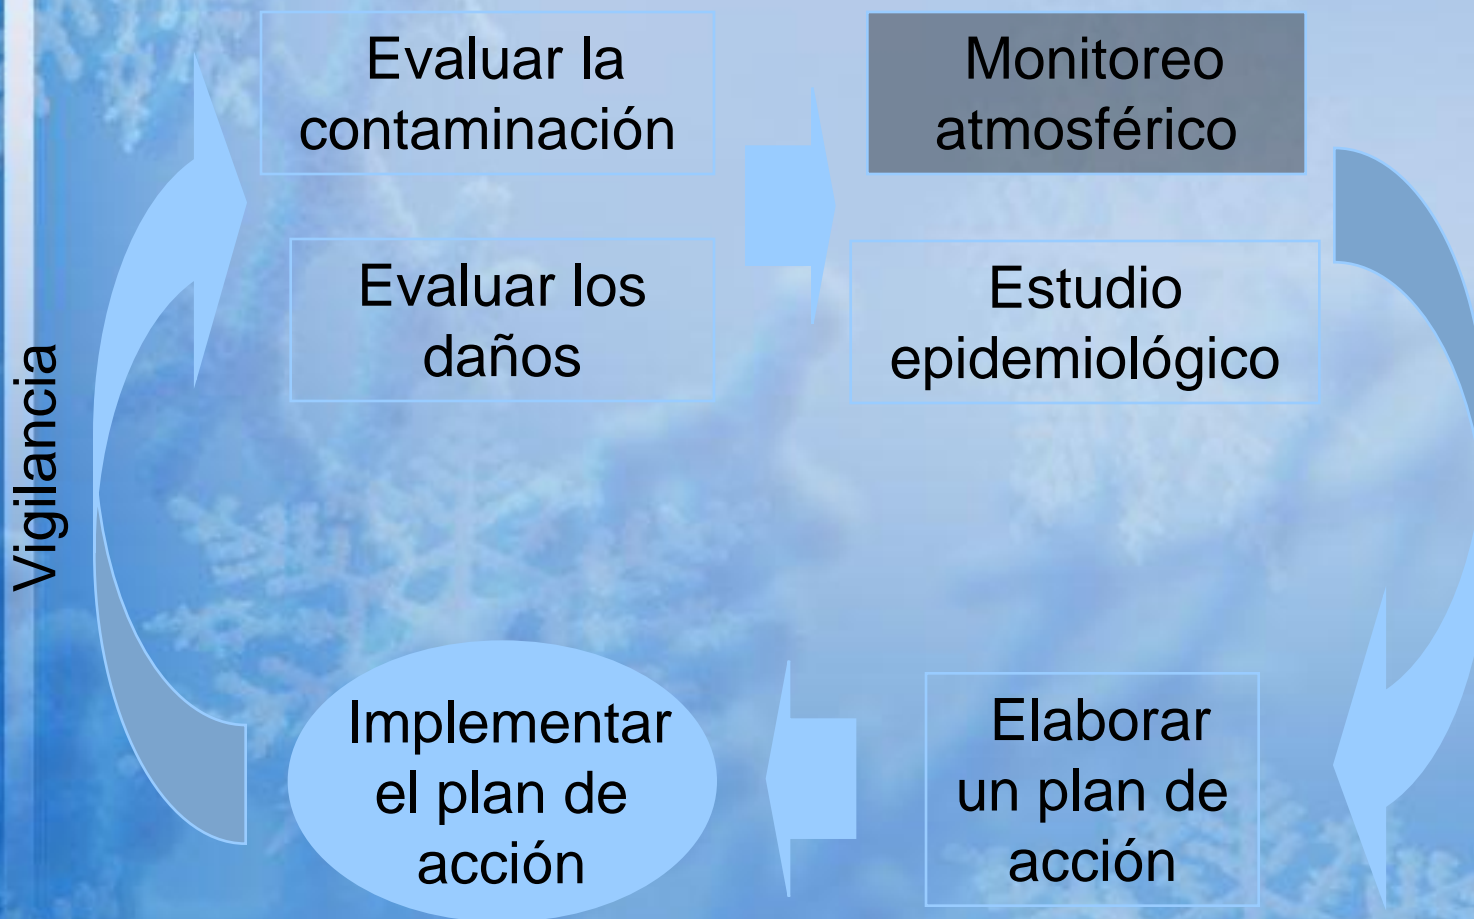 Evaluar la
contaminación
Monitoreo
atmosférico
Evaluar los
daños
Estudio
epidemiológico
Vigilancia
Implementar
el plan de
acción
Elaborar
un plan de
acción